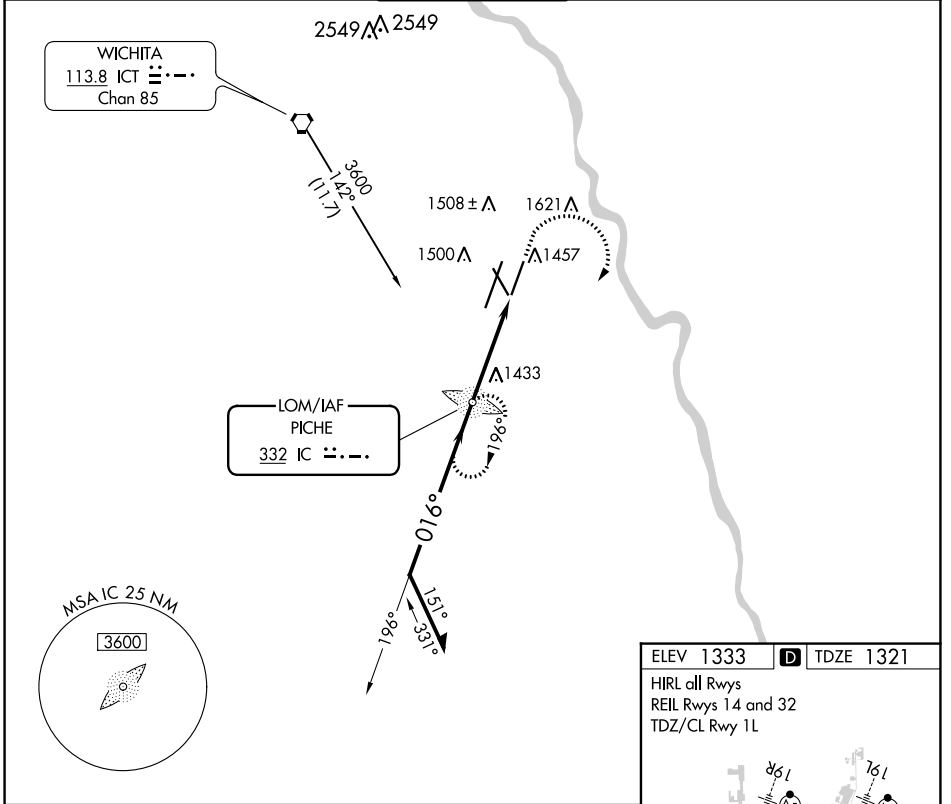 2549 2549
WICHITA
113.8 ICT
Chan 85
3600
142°
(11.7)
1508 ± 1621
1500 1457
1433
LOM/IAF
PICHE
332 IC
196°
016°
151°
331°
196°
MSA IC 25 NM
3600
ELEV 1333 D TDZE 1321
HIRL all Rwys
REIL Rwys 14 and 32
TDZ/CL Rwy 1L
19R 19L